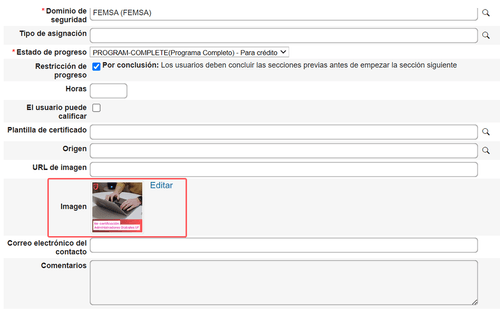 *Dominio de seguridad FEMSA (FEMSA)
Tipo de asignación
*Estado de progreso PROGRAM-COMPLETE(Programa Completo) - Para crédito
Restricción de progreso Por conclusión: Los usuarios deben concluir las secciones previas antes de empezar la sección siguiente
Horas
El usuario puede calificar
Plantilla de certificado
Origen
URL de imagen
Imagen Editar
Correo electrónico del contacto
Comentarios